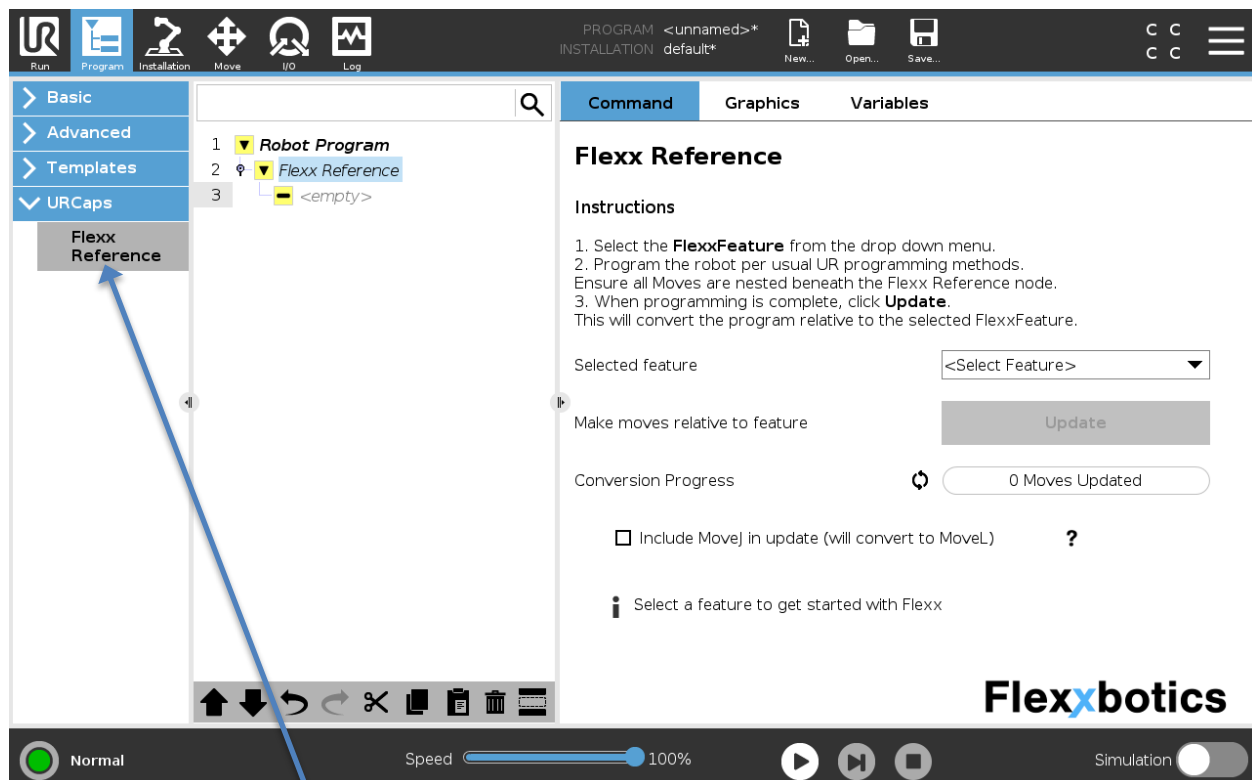 UR
PROGRAM <unnamed>*
INSTALLATION default*
Run Program Installation Move I/O Log New... Open... Save...
C C
C C
Basic
Advanced
Templates
URCaps
Flexx
Reference
1 Robot Program
2 Flexx Reference
3 <empty>
Command Graphics Variables
Flexx Reference
Instructions
1. Select the FlexxFeature from the drop down menu.
2. Program the robot per usual UR programming methods.
Ensure all Moves are nested beneath the Flexx Reference node.
3. When programming is complete, click Update.
This will convert the program relative to the selected FlexxFeature.
Selected feature <Select Feature>
Make moves relative to feature Update
Conversion Progress 0 Moves Updated
Include MoveJ in update (will convert to MoveL) ?
i Select a feature to get started with Flexx
Flexxbotics
Normal Speed 100% Simulation